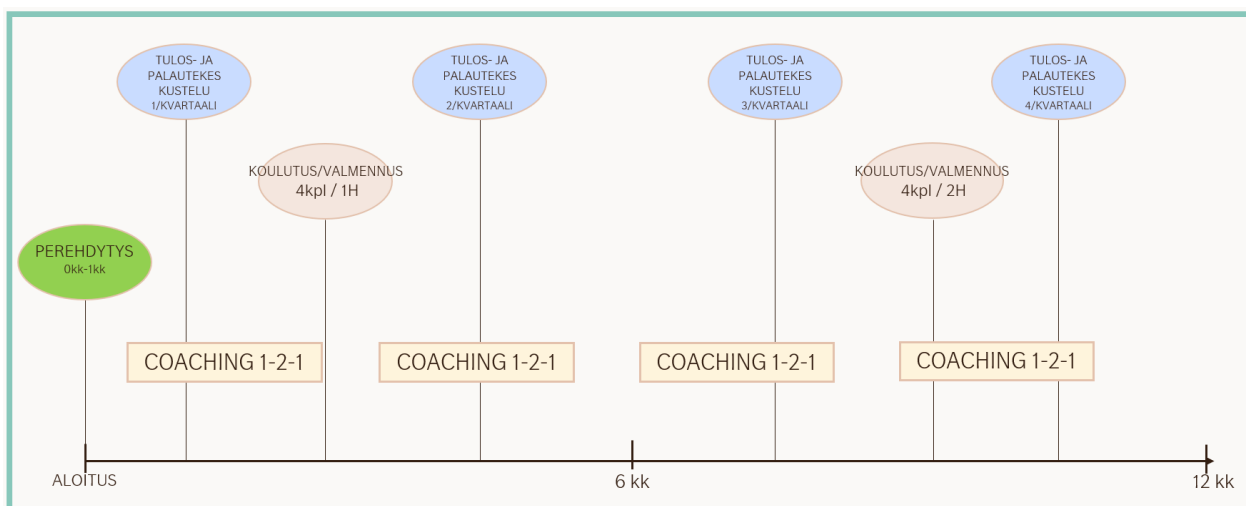 TULOS- JA
PALAUTEKES
KUSTELU
1/KVARTAALI
TULOS- JA
PALAUTEKES
KUSTELU
2/KVARTAALI
TULOS- JA
PALAUTEKES
KUSTELU
3/KVARTAALI
TULOS- JA
PALAUTEKES
KUSTELU
4/KVARTAALI
KOULUTUS/VALMENNUS
4kpl / 1H
KOULUTUS/VALMENNUS
4kpl / 2H
PEREHDYTYS
0kk-1kk
COACHING 1-2-1
COACHING 1-2-1
COACHING 1-2-1
COACHING 1-2-1
ALOITUS
6 kk
12 kk